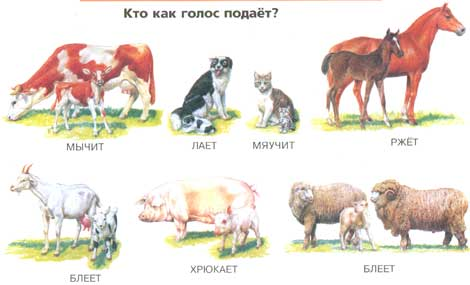 Кто как голос подаёт?
МЫЧИТ
ЛАЕТ
МЯУЧИТ
РЖЁТ
БЛЕЕТ
ХРЮКАЕТ
БЛЕЕТ